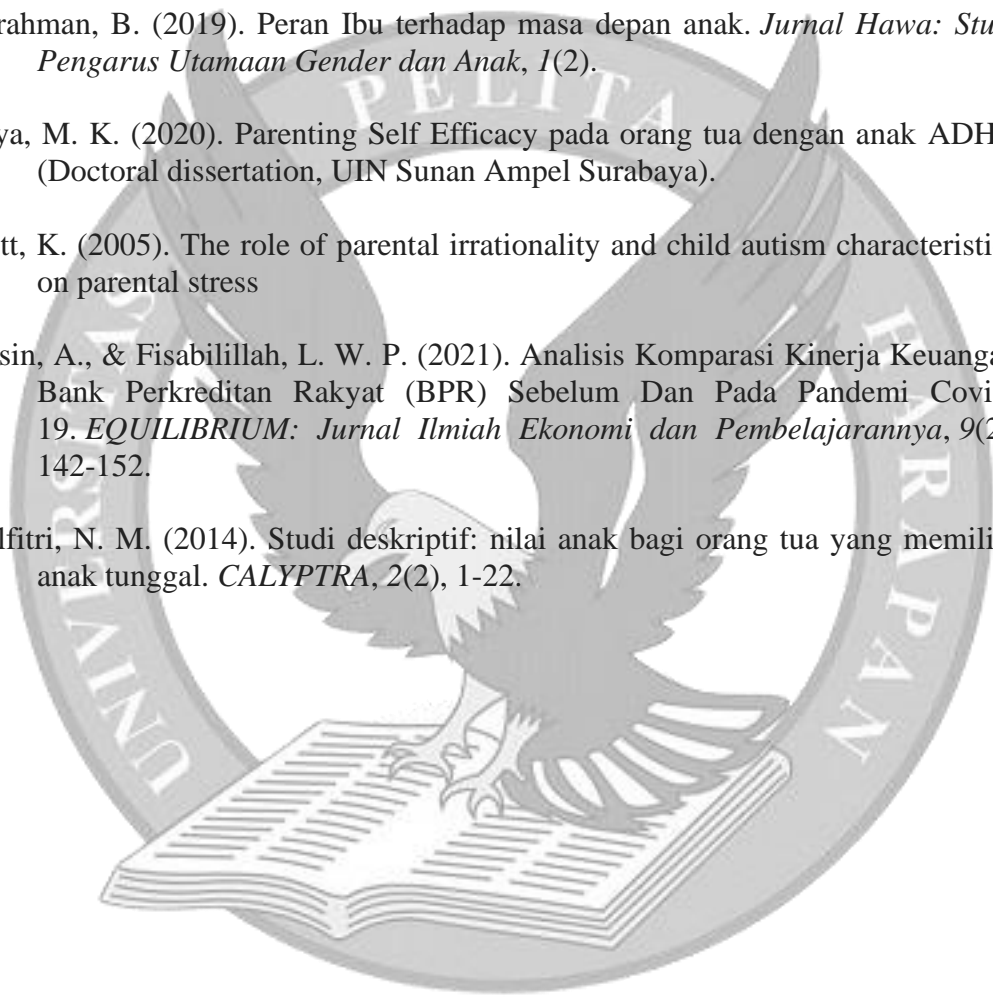 rahman, B. (2019). Peran Ibu terhadap masa depan anak. Jurnal Hawa: Stu
Pengarus Utamaan Gender dan Anak, 1(2).
ya, M. K. (2020). Parenting Self Efficacy pada orang tua dengan anak ADH
(Doctoral dissertation, UIN Sunan Ampel Surabaya).
tt, K. (2005). The role of parental irrationality and child autism characteristi
on parental stress
sin, A., & Fisabilillah, L. W. P. (2021). Analisis Komparasi Kinerja Keuanga
Bank Perkreditan Rakyat (BPR) Sebelum Dan Pada Pandemi Covi
19. EQUILIBRIUM: Jurnal Ilmiah Ekonomi dan Pembelajarannya, 9(2
142-152.
lfitri, N. M. (2014). Studi deskriptif: nilai anak bagi orang tua yang memili
anak tunggal. CALYPTRA, 2(2), 1-22.
UNIVERSITAS PELITA HARAPAN